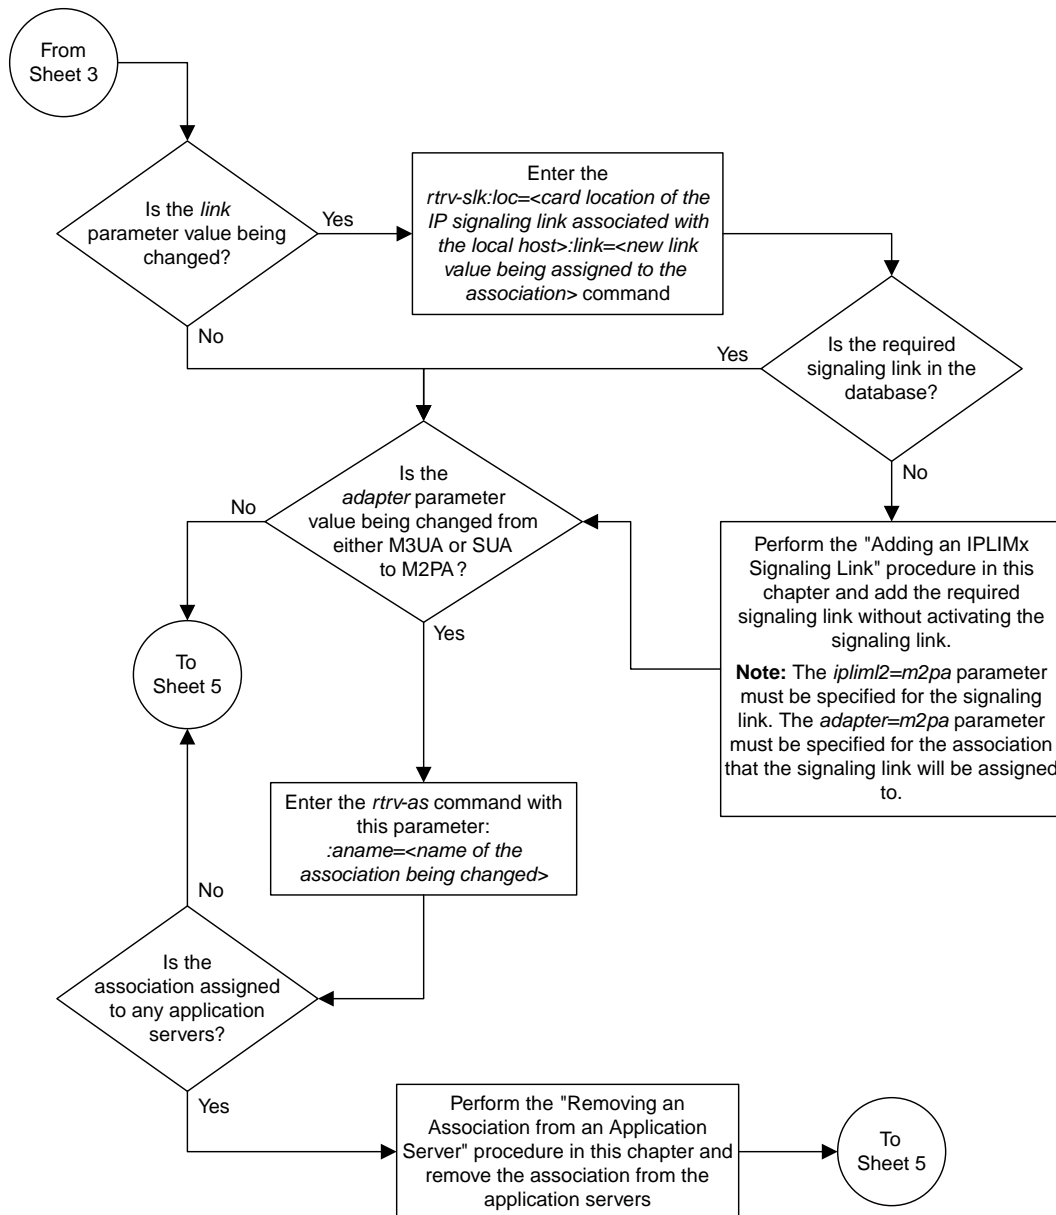 From
Sheet 3
Is the link
parameter value being
changed?
Yes
No
Enter the
rtrv-slk:loc=<card location of the
IP signaling link associated with
the local host>:link=<new link
value being assigned to the
association> command
Is the required
signaling link in the
database?
Yes
No
Perform the "Adding an IPLIMx
Signaling Link" procedure in this
chapter and add the required
signaling link without activating the
signaling link.
Note: The ipliml2=m2pa parameter
must be specified for the signaling
link. The adapter=m2pa parameter
must be specified for the association
that the signaling link will be assigned
to.
Is the
adapter parameter
value being changed from
either M3UA or SUA
to M2PA?
No
Yes
To
Sheet 5
Enter the rtrv-as command with
this parameter:
:aname=<name of the
association being changed>
No
Is the
association assigned
to any application
servers?
Yes
Perform the "Removing an
Association from an Application
Server" procedure in this chapter and
remove the association from the
application servers
To
Sheet 5